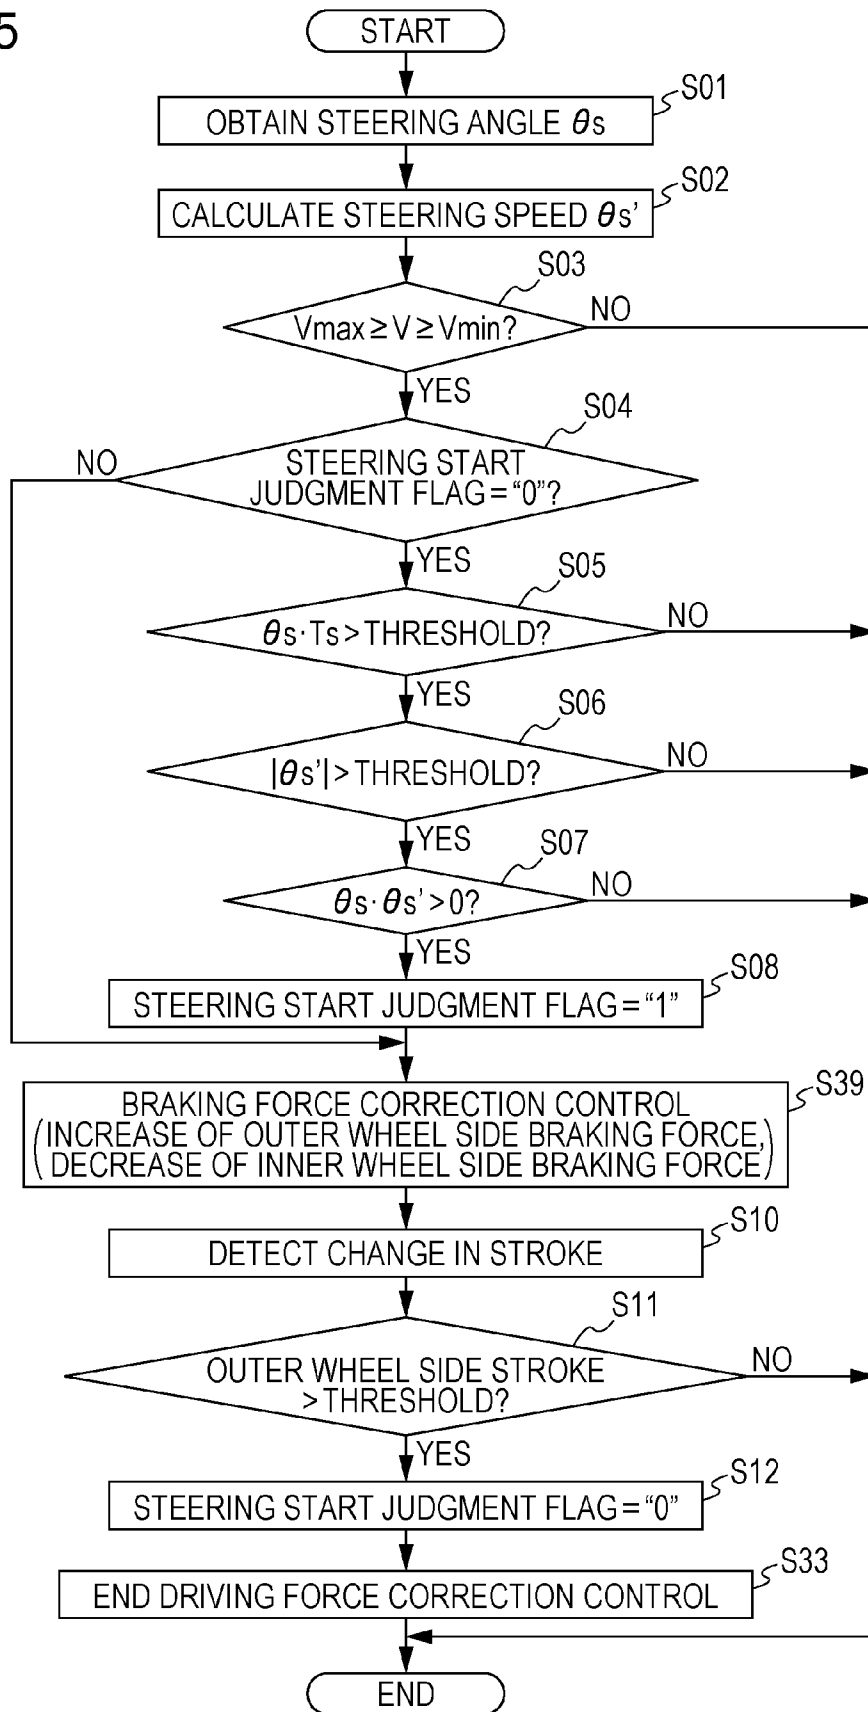 5
START
S01
OBTAIN STEERING ANGLE θs
S02
CALCULATE STEERING SPEED θs'
S03
Vmax ≥ V ≥ Vmin?
NO
YES
S04
NO
STEERING START
JUDGMENT FLAG = “0”?
YES
S05
θs·Ts > THRESHOLD?
NO
YES
S06
|θs'| > THRESHOLD?
NO
YES
S07
θs·θs' > 0?
NO
YES
S08
STEERING START JUDGMENT FLAG = “1”
S39
BRAKING FORCE CORRECTION CONTROL
(INCREASE OF OUTER WHEEL SIDE BRAKING FORCE,
DECREASE OF INNER WHEEL SIDE BRAKING FORCE)
S10
DETECT CHANGE IN STROKE
S11
OUTER WHEEL SIDE STROKE
> THRESHOLD?
NO
YES
S12
STEERING START JUDGMENT FLAG = “0”
S33
END DRIVING FORCE CORRECTION CONTROL
END